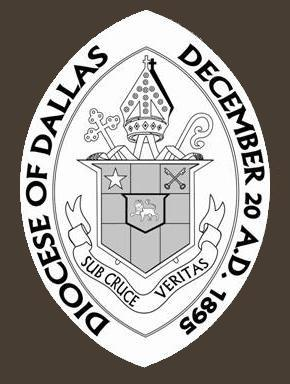 DIOCESE OF DALLAS
DECEMBER 20 A.D. 1895
SUB CRUCE VERITAS